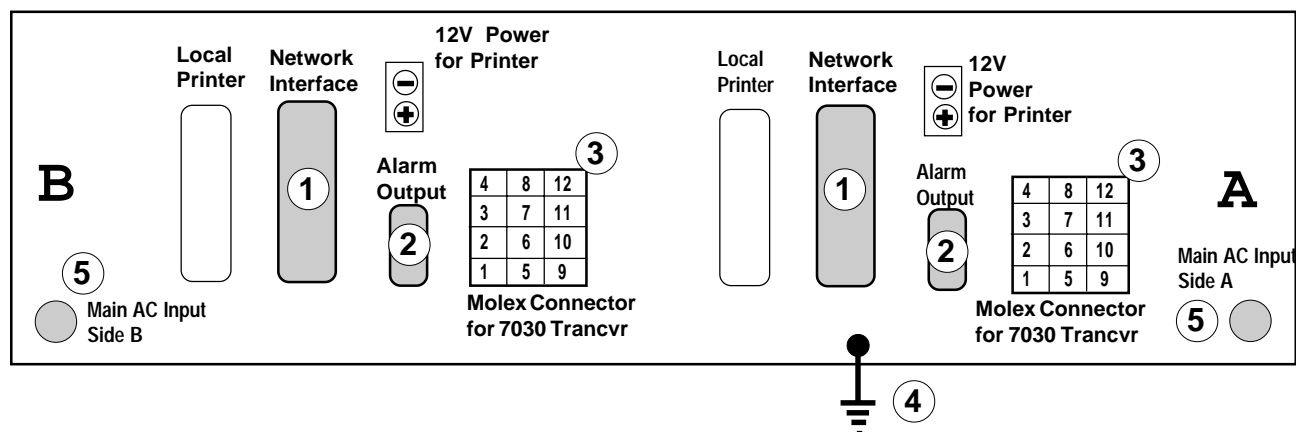 B
Local
Printer
Network
Interface
1
12V Power
for Printer
−
+
Alarm
Output
2
3
4 8 12
3 7 11
2 6 10
1 5 9
Molex Connector
for 7030 Trancvr
5
Main AC Input
Side B
Local
Printer
Network
Interface
1
12V
Power
for Printer
−
+
Alarm
Output
2
3
4 8 12
3 7 11
2 6 10
1 5 9
Molex Connector
for 7030 Trancvr
A
Main AC Input
Side A
5
4